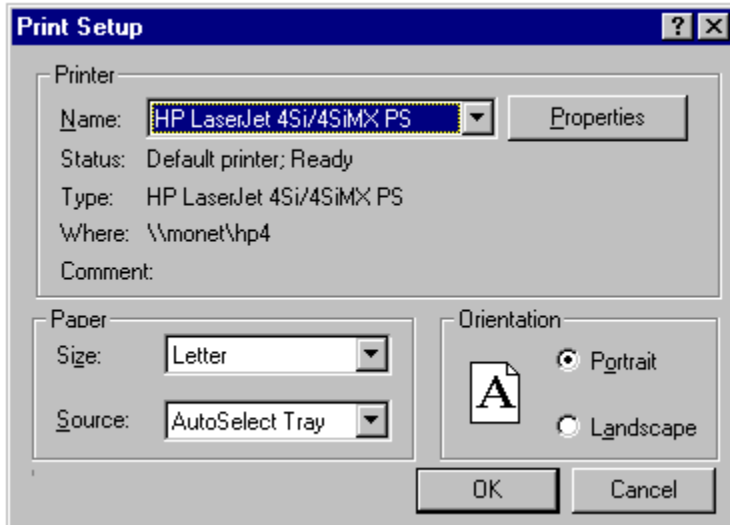 Print Setup
Printer
Name: HP LaserJet 4Si/4SiMX PS Properties
Status: Default printer; Ready
Type: HP LaserJet 4Si/4SiMX PS
Where: \\monet\hp4
Comment:
Paper
Size: Letter
Source: AutoSelect Tray
Orientation
A
Portrait
Landscape
OK Cancel